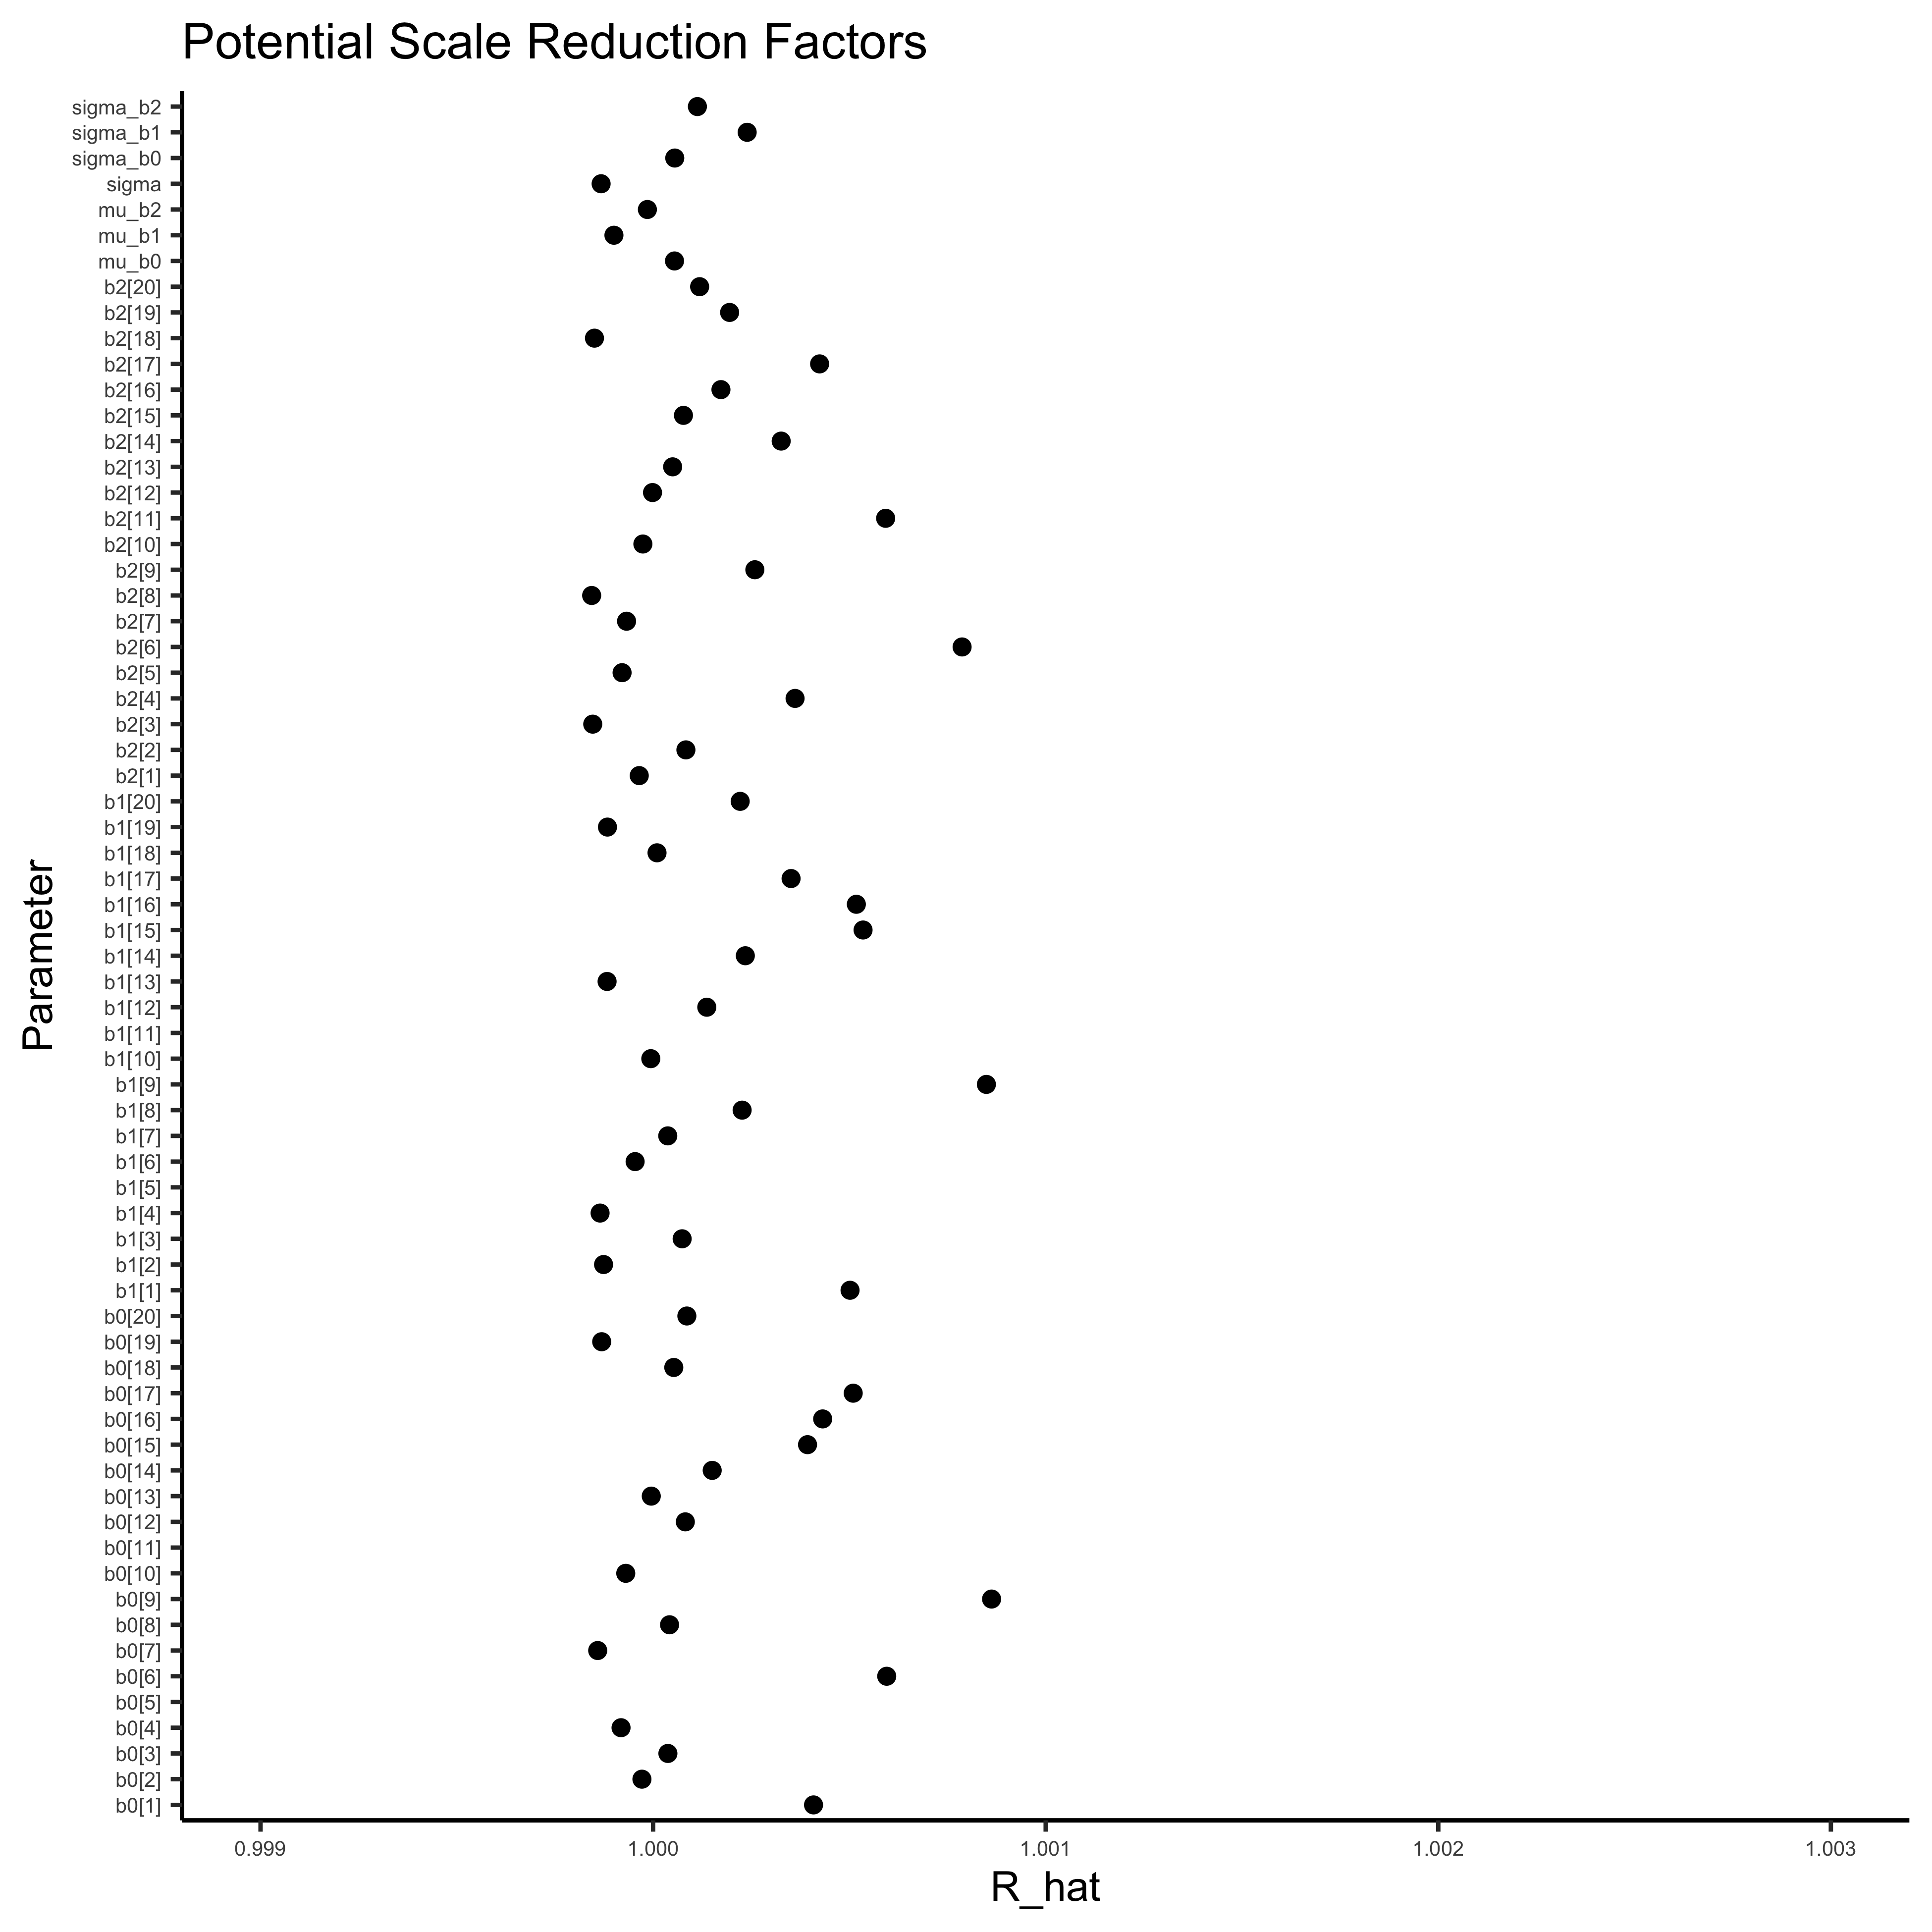 Potential Scale Reduction Factors
sigma_b2
sigma_b1
sigma_b0
sigma
mu_b2
mu_b1
mu_b0
b2[20]
b2[19]
b2[18]
b2[17]
b2[16]
b2[15]
b2[14]
b2[13]
b2[12]
b2[11]
b2[10]
b2[9]
b2[8]
b2[7]
b2[6]
b2[5]
b2[4]
b2[3]
b2[2]
b2[1]
b1[20]
b1[19]
b1[18]
b1[17]
b1[16]
b1[15]
b1[14]
b1[13]
b1[12]
b1[11]
b1[10]
b1[9]
b1[8]
b1[7]
b1[6]
b1[5]
b1[4]
b1[3]
b1[2]
b1[1]
b0[20]
b0[19]
b0[18]
b0[17]
b0[16]
b0[15]
b0[14]
b0[13]
b0[12]
b0[11]
b0[10]
b0[9]
b0[8]
b0[7]
b0[6]
b0[5]
b0[4]
b0[3]
b0[2]
b0[1]
Parameter
0.999 1.000 1.001 1.002 1.003
R_hat